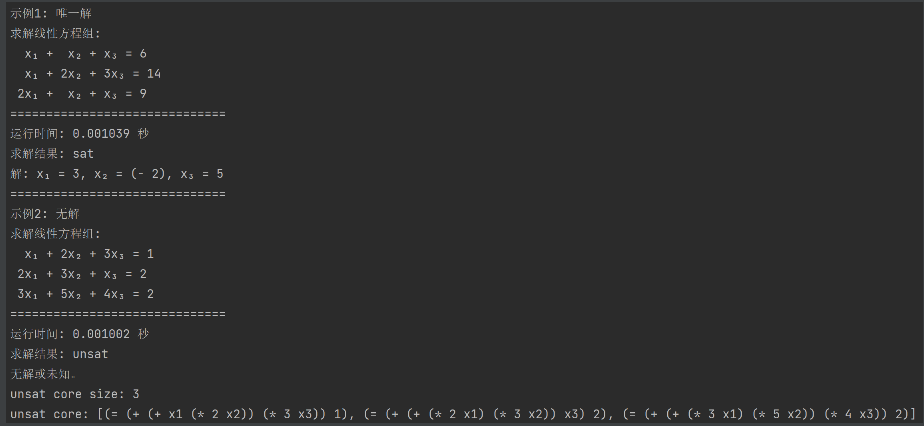 示例1: 唯一解
求解线性方程组:
x₁ + x₂ + x₃ = 6
x₁ + 2x₂ + 3x₃ = 14
2x₁ + x₂ + x₃ = 9
==============================
运行时间: 0.001039 秒
求解结果: sat
解: x₁ = 3, x₂ = (- 2), x₃ = 5
==============================
示例2: 无解
求解线性方程组:
x₁ + 2x₂ + 3x₃ = 1
2x₁ + 3x₂ + x₃ = 2
3x₁ + 5x₂ + 4x₃ = 2
==============================
运行时间: 0.001002 秒
求解结果: unsat
无解或未知。
unsat core size: 3
unsat core: [(= (+ (+ x1 (* 2 x2)) (* 3 x3)) 1), (= (+ (+ (* 2 x1) (* 3 x2)) x3) 2), (= (+ (+ (* 3 x1) (* 5 x2)) (* 4 x3)) 2)]